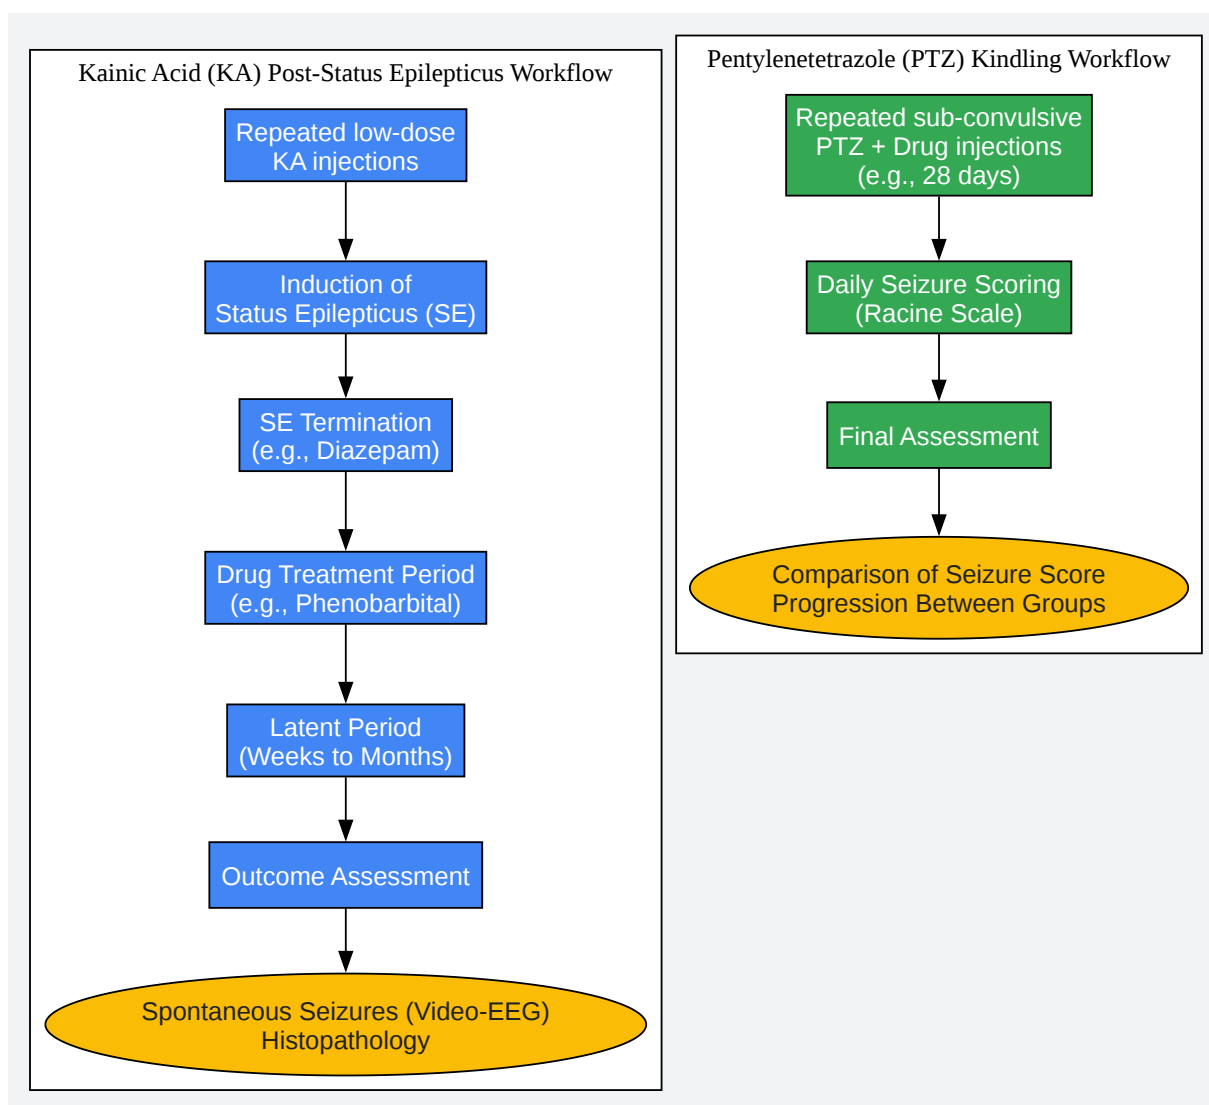 Kainic Acid (KA) Post-Status Epilepticus Workflow
Repeated low-dose
KA injections
Induction of
Status Epilepticus (SE)
SE Termination
(e.g., Diazepam)
Drug Treatment Period
(e.g., Phenobarbital)
Latent Period
(Weeks to Months)
Outcome Assessment
Spontaneous Seizures (Video-EEG)
Histopathology
Pentylenetetrazole (PTZ) Kindling Workflow
Repeated sub-convulsive
PTZ + Drug injections
(e.g., 28 days)
Daily Seizure Scoring
(Racine Scale)
Final Assessment
Comparison of Seizure Score
Progression Between Groups